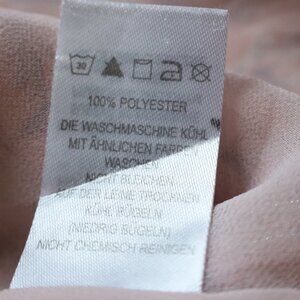 30
100% POLYESTER
DIE WASCHMASCHINE KÜHL
MIT ÄHNLICHEN FARBEN
WASCHEN
NICHT BLEICHEN
AUF DER LEINE TROCKNEN
KÜHL BÜGELN
(NIEDRIG BÜGELN)
NICHT CHEMISCH REINIGEN